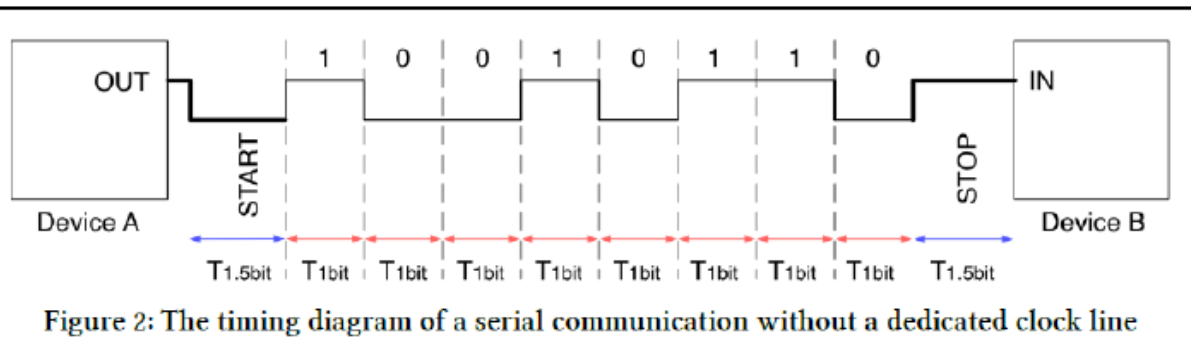 1 0 0 1 0 1 1 0
OUT
IN
START
STOP
Device A
Device B
T1.5bit T1bit T1bit T1bit T1bit T1bit T1bit T1bit T1bit T1.5bit
Figure 2: The timing diagram of a serial communication without a dedicated clock line